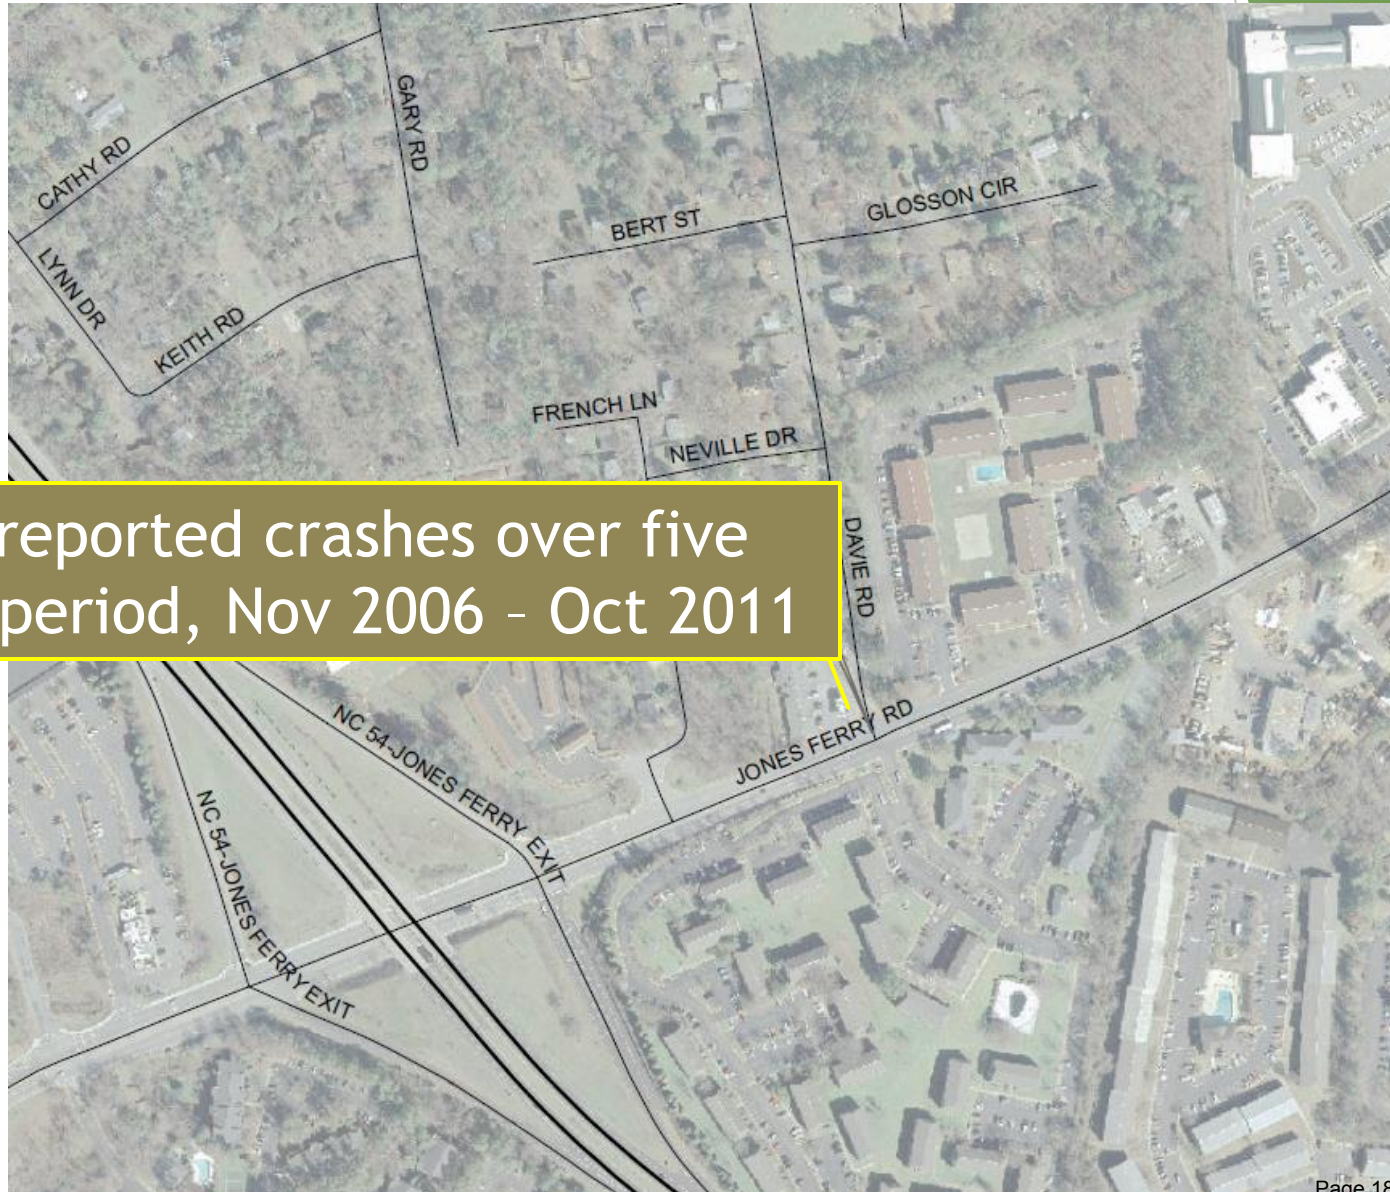 GARY RD
CATHY RD
GLOSSON CIR
BERT ST
LYNN DR
KEITH RD
FRENCH LN
NEVILLE DR
reported crashes over five
period, Nov 2006 – Oct 2011
DAVIE RD
NC 54-JONES FERRY EXIT
JONES FERRY RD
NC 54-JONES FERRY EXIT
Page 18